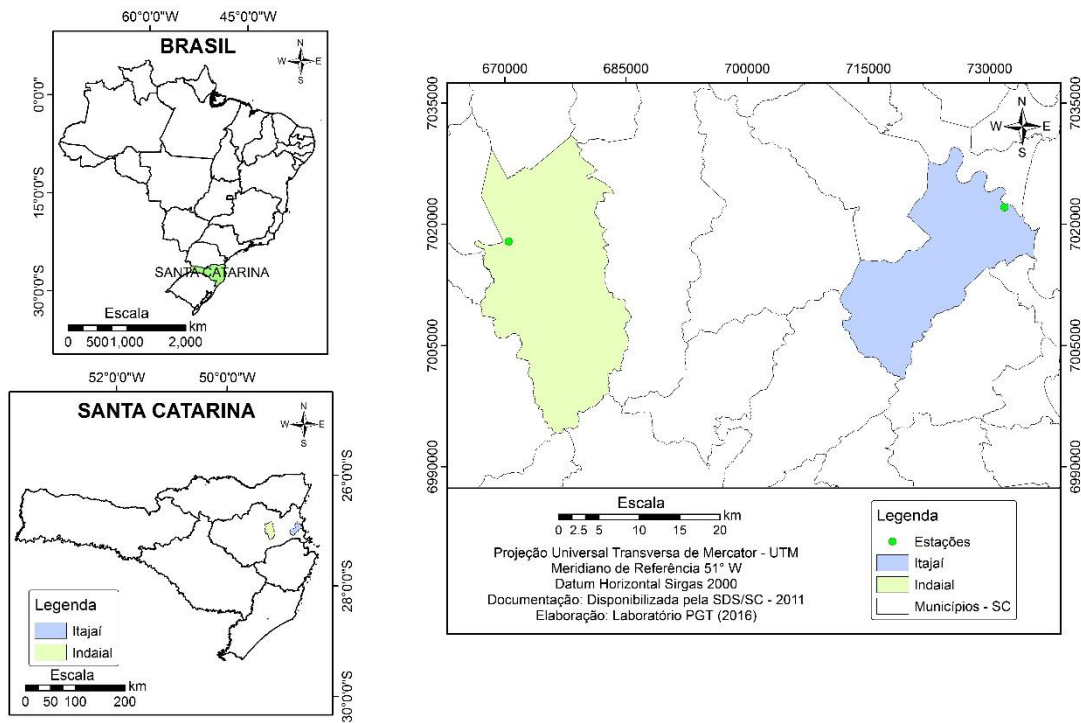 60°0'0"W
45°0'0"W
BRASIL
N
W
E
S
0°0'0"
15°0'0"S
30°0'0"S
SANTA CATARINA
Escala
km
0 500 1,000 2,000
52°0'0"W
50°0'0"W
SANTA CATARINA
N
W
E
S
26°0'0"S
28°0'0"S
30°0'0"S
Legenda
Itajaí
Indaial
Escala
km
0 50 100 200
670000 685000 700000 715000 730000
7035000
7020000
7005000
6990000
7035000
7020000
7005000
6990000
N
W
E
S
Escala
km
0 2.5 5 10 15 20
Projeção Universal Transversa de Mercator - UTM
Meridiano de Referência 51° W
Datum Horizontal Sirgas 2000
Documentação: Disponibilizada pela SDS/SC - 2011
Elaboração: Laboratório PGT (2016)
Legenda
Estações
Itajaí
Indaial
Municípios - SC